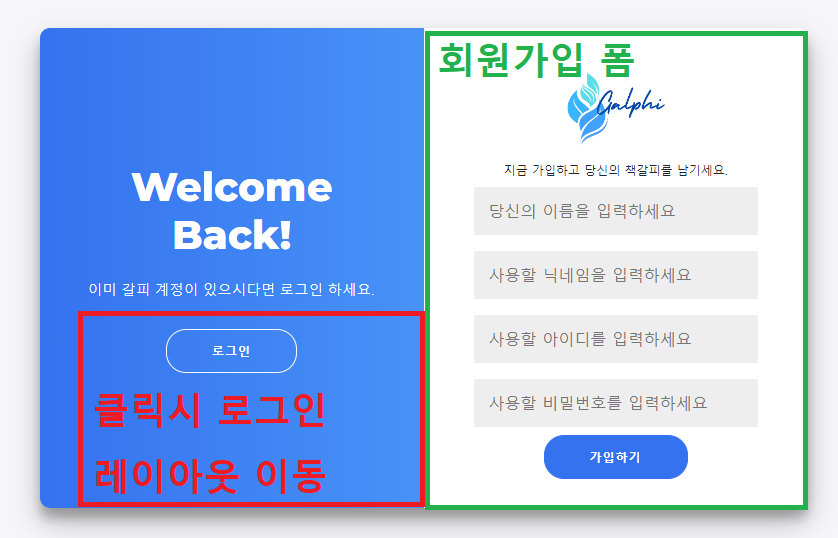 Welcome
Back!
이미 갈피 계정이 있으시다면 로그인 하세요.
로그인
클릭시 로그인
레이아웃 이동
회원가입 폼
Galphi
지금 가입하고 당신의 책갈피를 남기세요.
당신의 이름을 입력하세요
사용할 닉네임을 입력하세요
사용할 아이디를 입력하세요
사용할 비밀번호를 입력하세요
가입하기